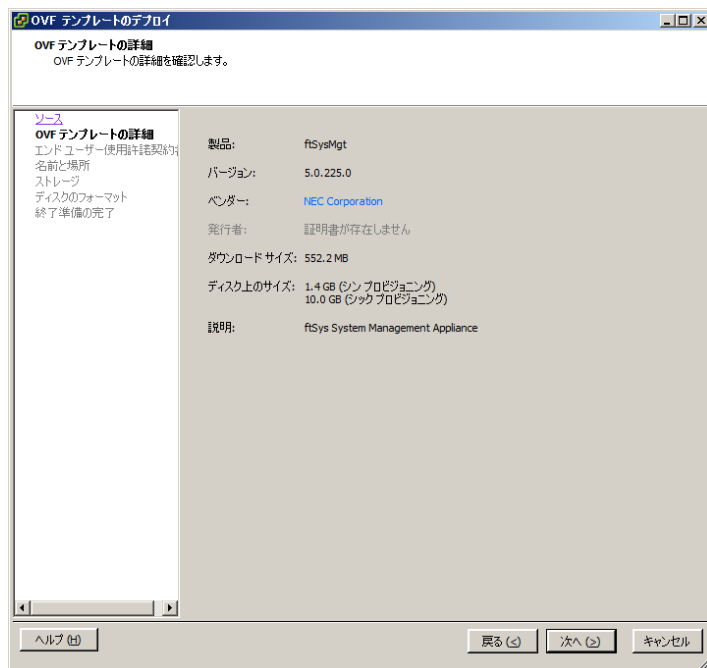 OVF テンプレートのデプロイ
OVF テンプレートの詳細
OVF テンプレートの詳細を確認します。
ソース
OVF テンプレートの詳細
エンド ユーザー使用許諾契約
名前と場所
ストレージ
ディスクのフォーマット
終了準備の完了
製品: ftSysMgt
バージョン: 5.0.225.0
ベンダー: NEC Corporation
発行者: 証明書が存在しません
ダウンロード サイズ: 552.2 MB
ディスク上のサイズ: 1.4 GB (シン プロビジョニング)
10.0 GB (シック プロビジョニング)
説明: ftSys System Management Appliance
ヘルプ (H)
戻る (<)
次へ (>)
キャンセル